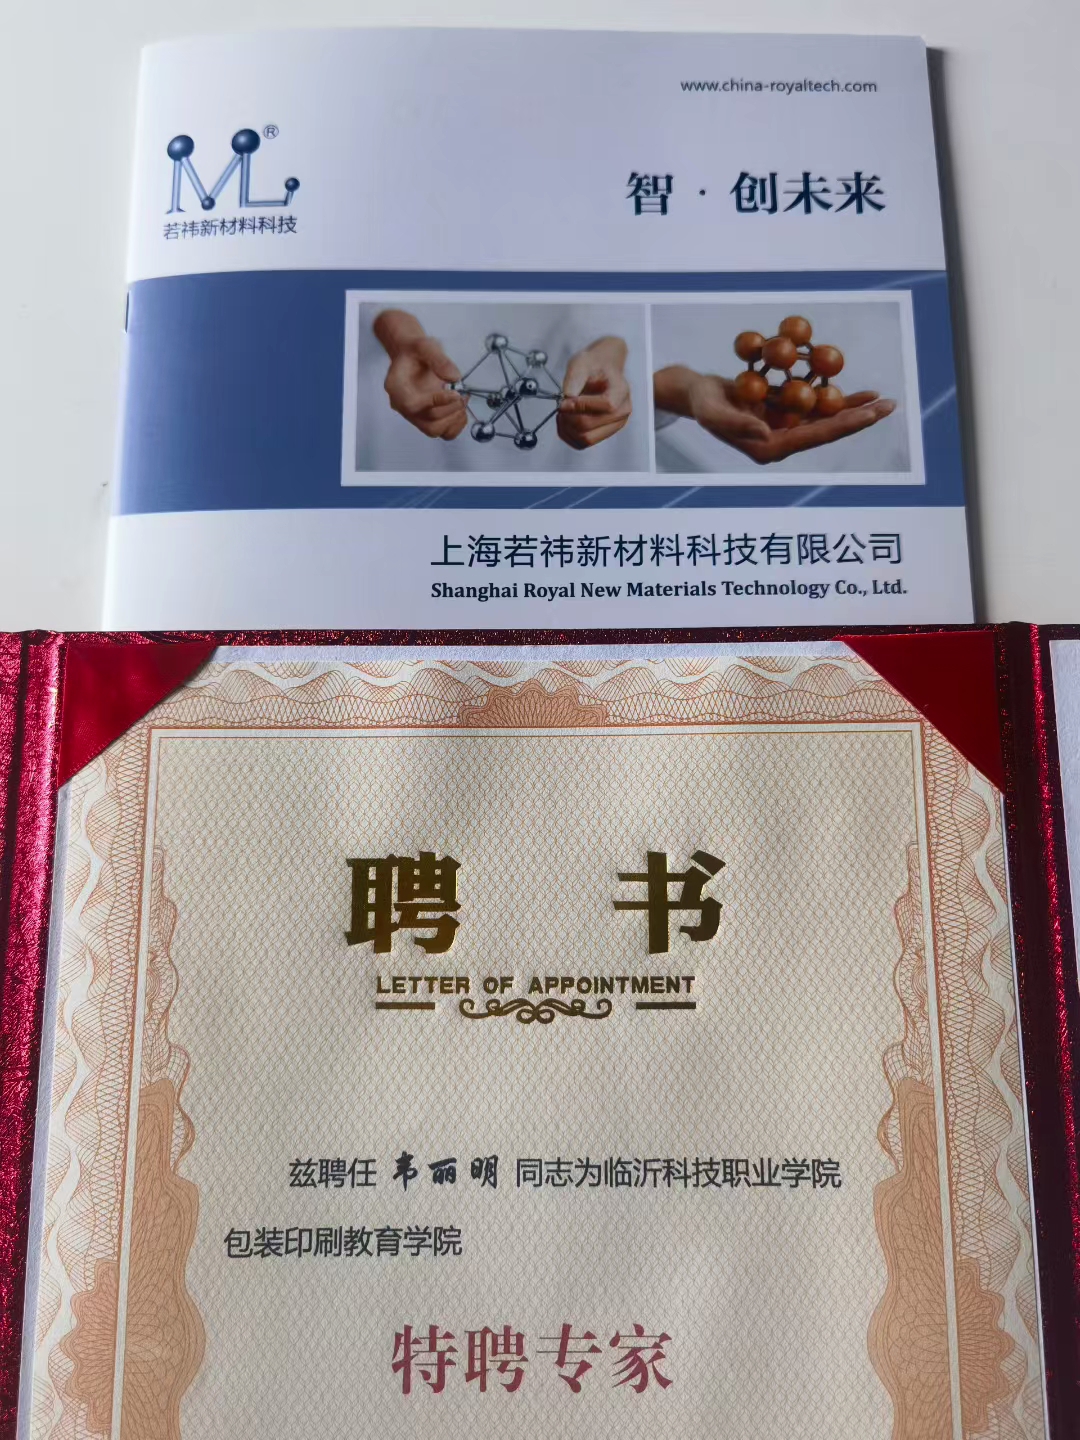 www.china-royaltech.com
ML®
若祎新材料科技
智·创未来
上海若祎新材料科技有限公司
Shanghai Royal New Materials Technology Co., Ltd.
聘 书
LETTER OF APPOINTMENT
兹聘任 韦丽明 同志为临沂科技职业学院
包装印刷教育学院
特聘专家